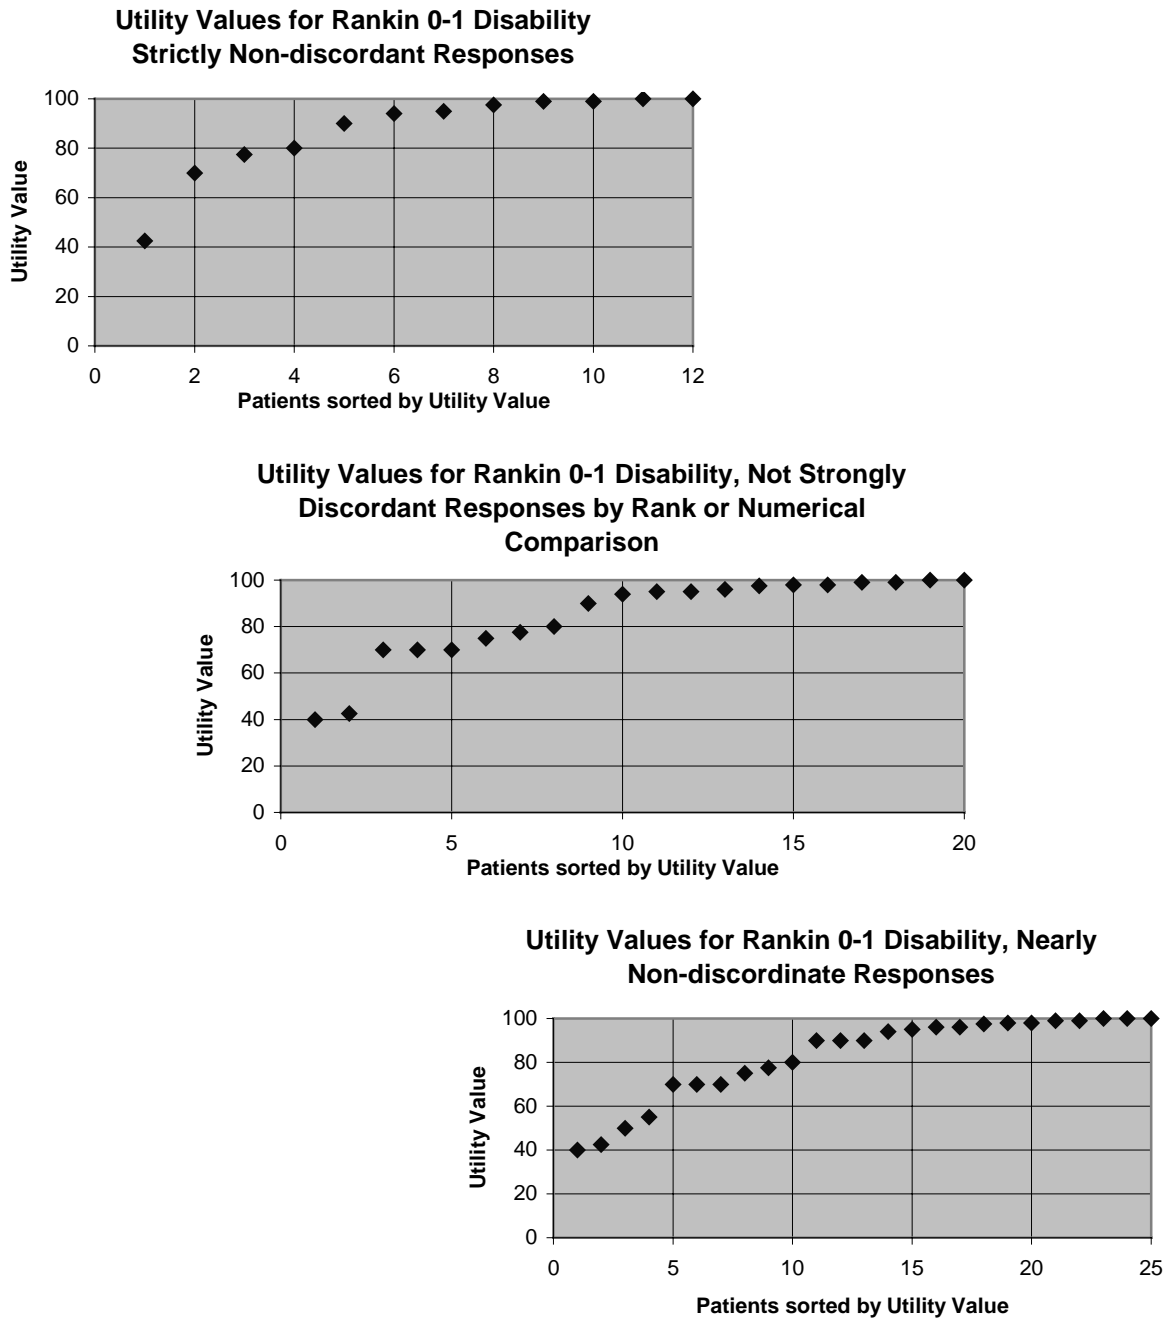 Utility Values for Rankin 0-1 Disability
Strictly Non-discordant Responses
100
80
60
40
20
0
Utility Value
0 2 4 6 8 10 12
Patients sorted by Utility Value
Utility Values for Rankin 0-1 Disability, Not Strongly
Discordant Responses by Rank or Numerical
Comparison
100
80
60
40
20
0
Utility Value
0 5 10 15 20
Patients sorted by Utility Value
Utility Values for Rankin 0-1 Disability, Nearly
Non-discordinate Responses
100
80
60
40
20
0
Utility Value
0 5 10 15 20 25
Patients sorted by Utility Value